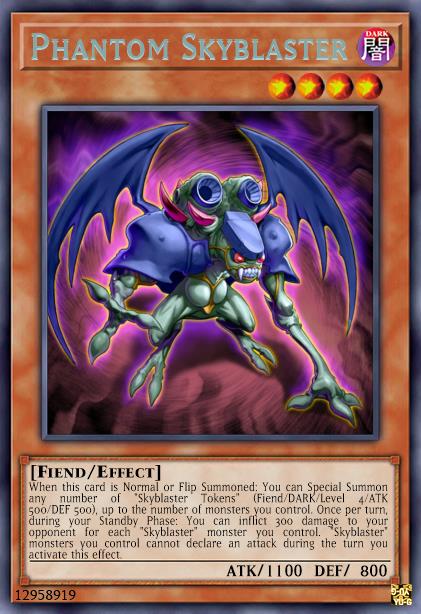 PHANTOM SKYBLASTER
DARK
闇
[FIEND/EFFECT]
When this card is Normal or Flip Summoned: You can Special Summon
any number of "Skyblaster Tokens" (Fiend/DARK/Level 4/ATK
500/DEF 500), up to the number of monsters you control. Once per turn,
during your Standby Phase: You can inflict 300 damage to your
opponent for each "Skyblaster" monster you control. "Skyblaster"
monsters you control cannot declare an attack during the turn you
activate this effect.
ATK/1100 DEF/ 800
12958919